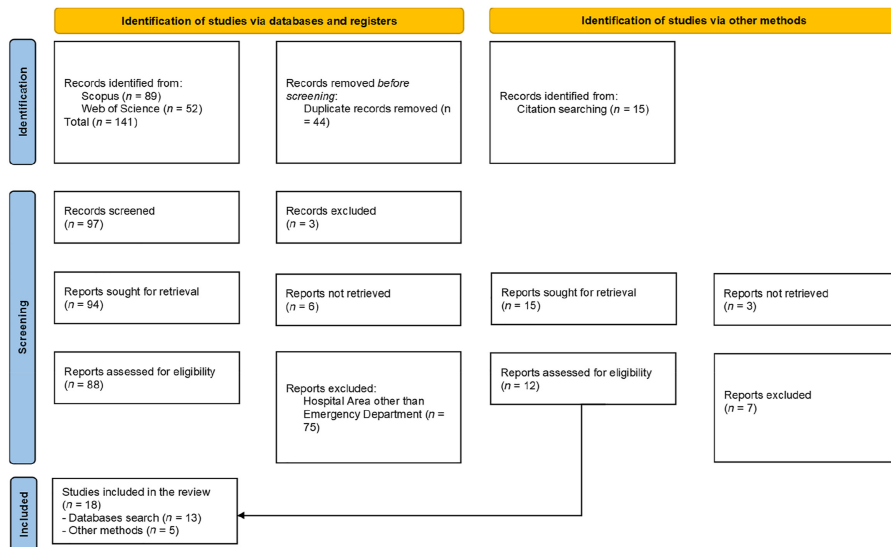 Identification of studies via databases and registers
Identification of studies via other methods
Identification
Records identified from:
Scopus (n = 89)
Web of Science (n = 52)
Total (n = 141)
Records removed before
screening:
Duplicate records removed (n
= 44)
Records identified from:
Citation searching (n = 15)
Screening
Records screened
(n = 97)
Records excluded
(n = 3)
Reports sought for retrieval
(n = 94)
Reports not retrieved
(n = 6)
Reports sought for retrieval
(n = 15)
Reports not retrieved
(n = 3)
Reports assessed for eligibility
(n = 88)
Reports excluded:
Hospital Area other than
Emergency Department (n =
75)
Reports assessed for eligibility
(n = 12)
Reports excluded
(n = 7)
Included
Studies included in the review
(n = 18)
- Databases search (n = 13)
- Other methods (n = 5)